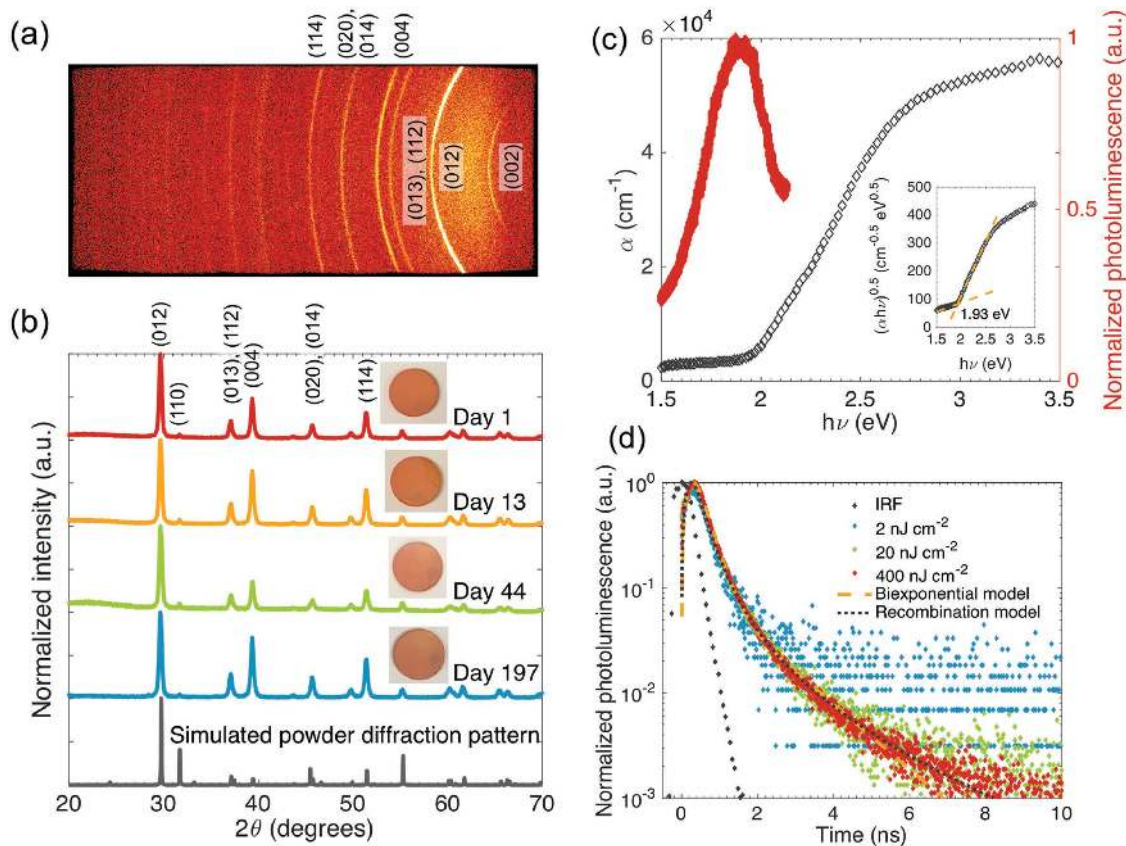 (a)
(114)
(020),
(014)
(004)
(013), (112)
(012)
(002)
(b)
Normalized intensity (a.u.)
(012)
(110)
(013), (112)
(004)
(020), (014)
(114)
Day 1
Day 13
Day 44
Day 197
Simulated powder diffraction pattern
20 30 40 50 60 70
2θ (degrees)
(c)
×10⁴
6
4
2
0
α (cm⁻¹)
1.5 2 2.5 3 3.5
hν (eV)
1
0.5
0
Normalized photoluminescence (a.u.)
500
400
300
200
100
0
(αhν)^0.5 (cm^-0.5 eV^0.5)
1.93 eV
1.5 2 2.5 3 3.5
hν (eV)
(d)
Normalized photoluminescence (a.u.)
10⁰
10⁻¹
10⁻²
10⁻³
IRF
2 nJ cm⁻²
20 nJ cm⁻²
400 nJ cm⁻²
Biexponential model
Recombination model
0 2 4 6 8 10
Time (ns)